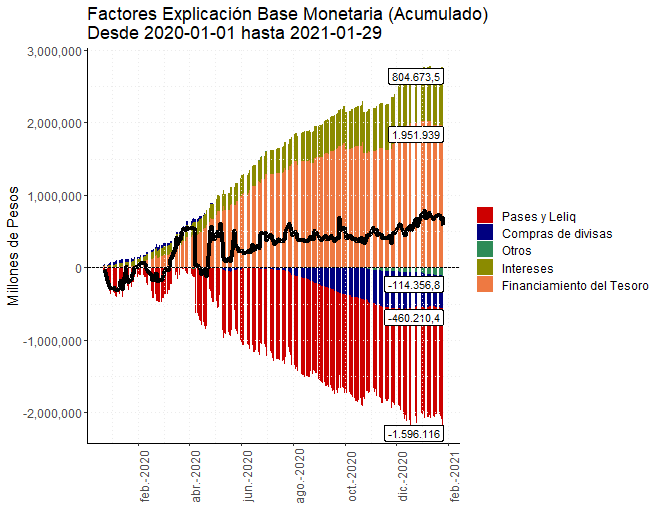 Factores Explicación Base Monetaria (Acumulado)
Desde 2020-01-01 hasta 2021-01-29
Millones de Pesos
3,000,000
2,000,000
1,000,000
0
-1,000,000
-2,000,000
804.673,5
1.951.939
-114.356,8
-460.210,4
-1.596.116
feb.-2020
abr.-2020
jun.-2020
ago.-2020
oct.-2020
dic.-2020
feb.-2021
Pases y Leliq
Compras de divisas
Otros
Intereses
Financiamiento del Tesoro